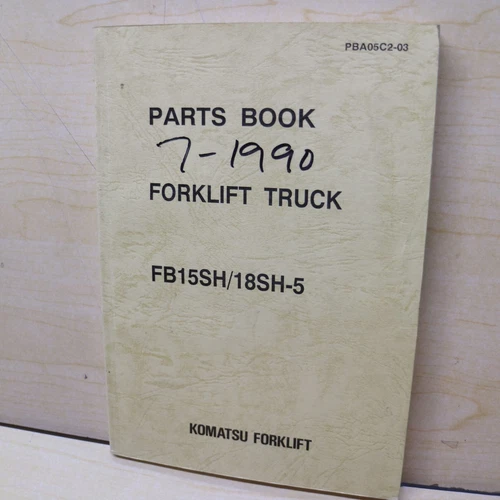 PBA05C2-03
PARTS BOOK
7-1990
FORKLIFT TRUCK
FB15SH/18SH-5
KOMATSU FORKLIFT